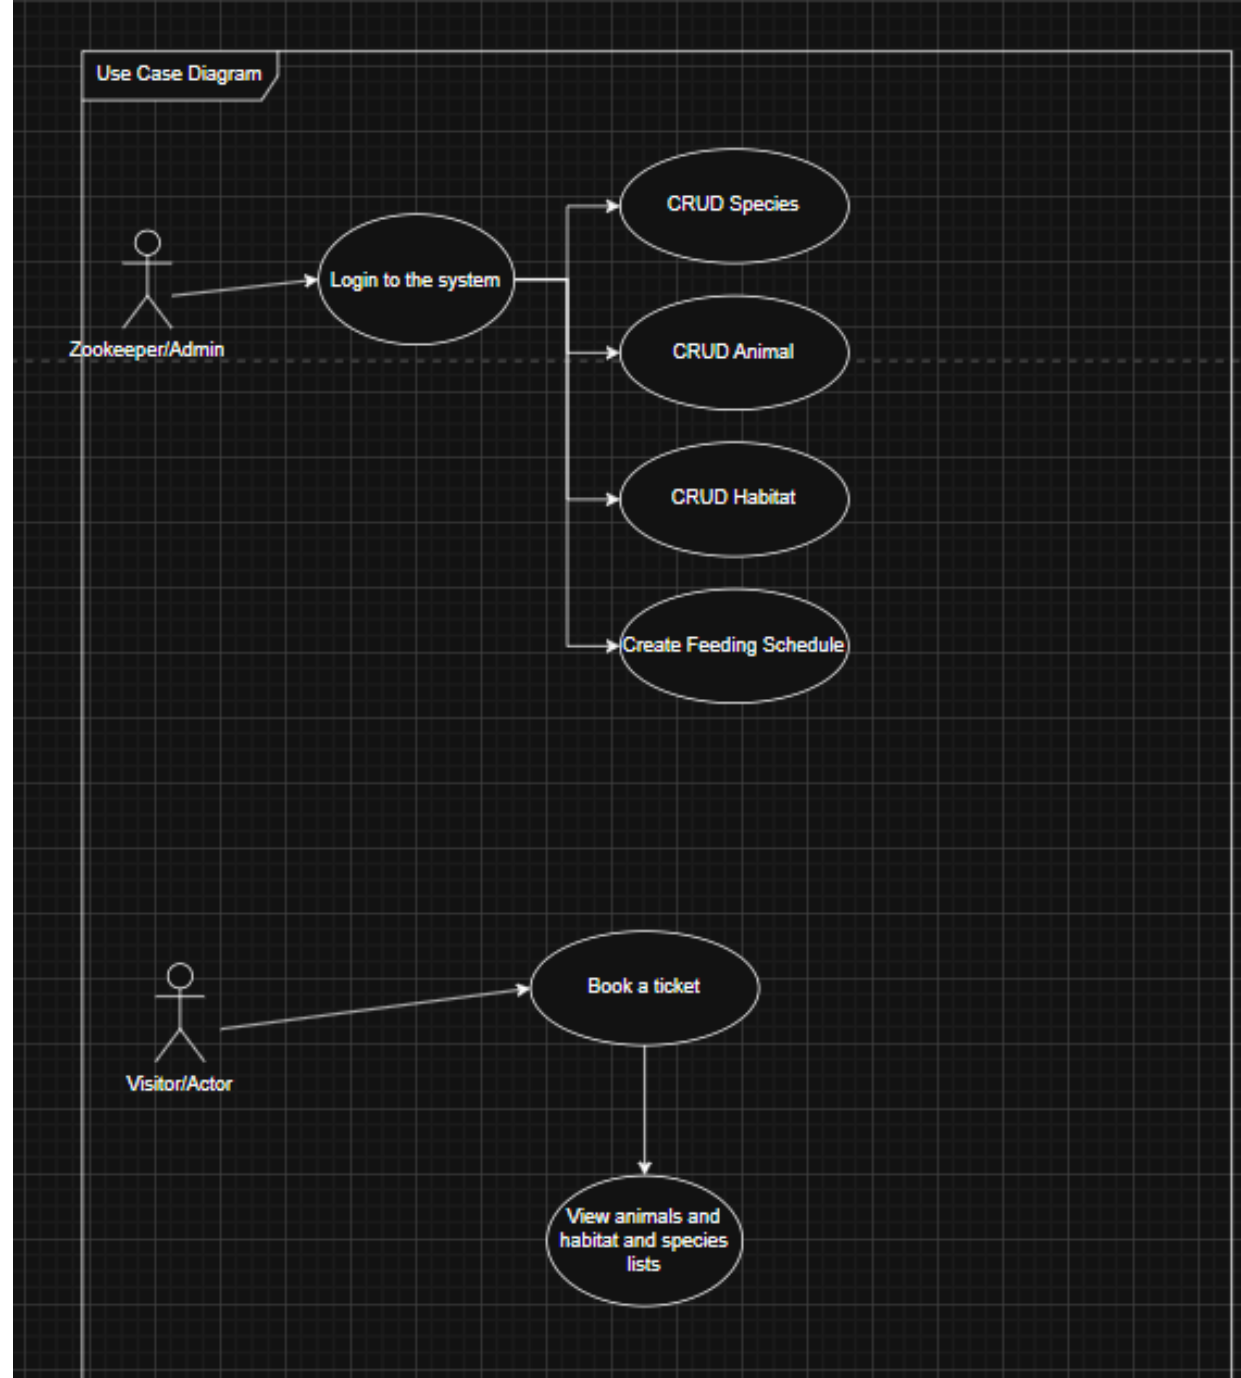 Use Case Diagram
CRUD Species
Login to the system
Zookeeper/Admin
CRUD Animal
CRUD Habitat
Create Feeding Schedule
Book a ticket
Visitor/Actor
View animals and
habitat and species
lists